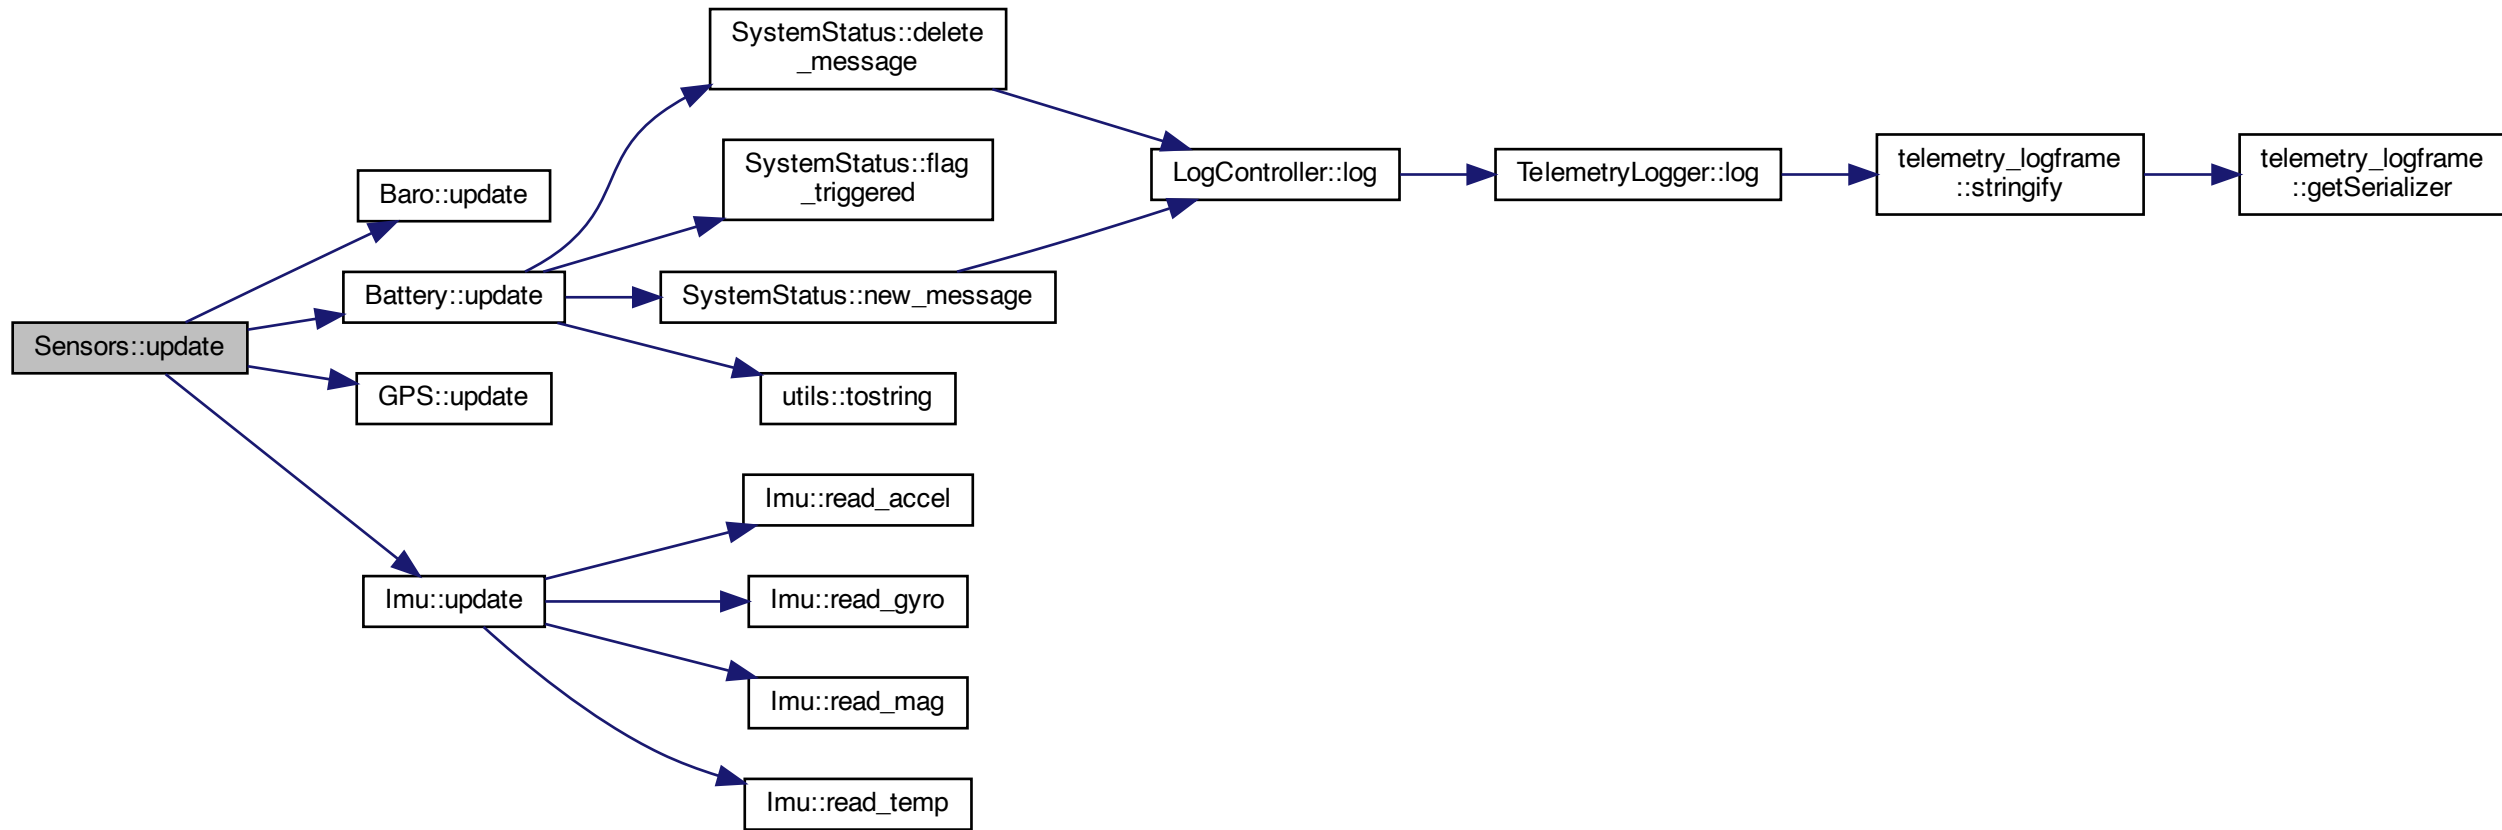 Sensors::update
Baro::update
Battery::update
GPS::update
Imu::update
SystemStatus::delete
_message
SystemStatus::flag
_triggered
SystemStatus::new_message
utils::tostring
Imu::read_accel
Imu::read_gyro
Imu::read_mag
Imu::read_temp
LogController::log
TelemetryLogger::log
telemetry_logframe
::stringify
telemetry_logframe
::getSerializer